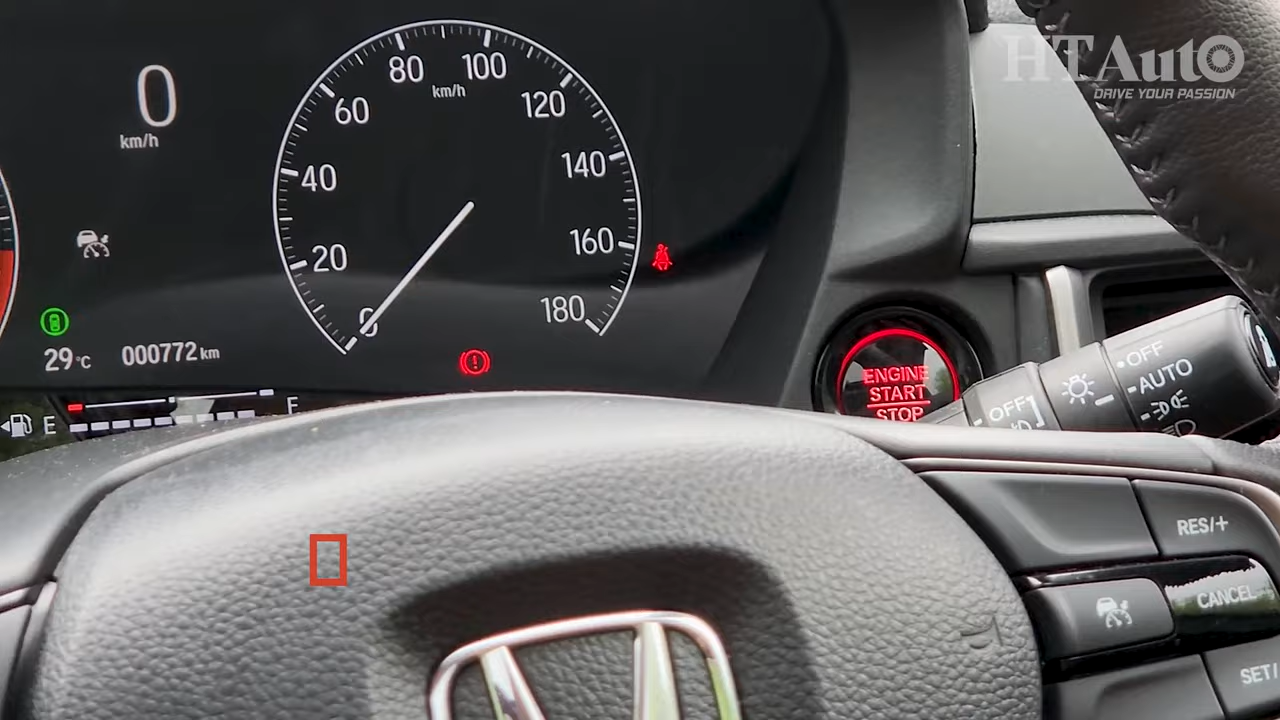 HTAuto
DRIVE YOUR PASSION
0
km/h
80
100
km/h
60
120
40
140
20
160
0
180
29°C
000772 km
E
F
ENGINE
START
STOP
OFF
OFF
AUTO
RES/+
CANCEL
SET/